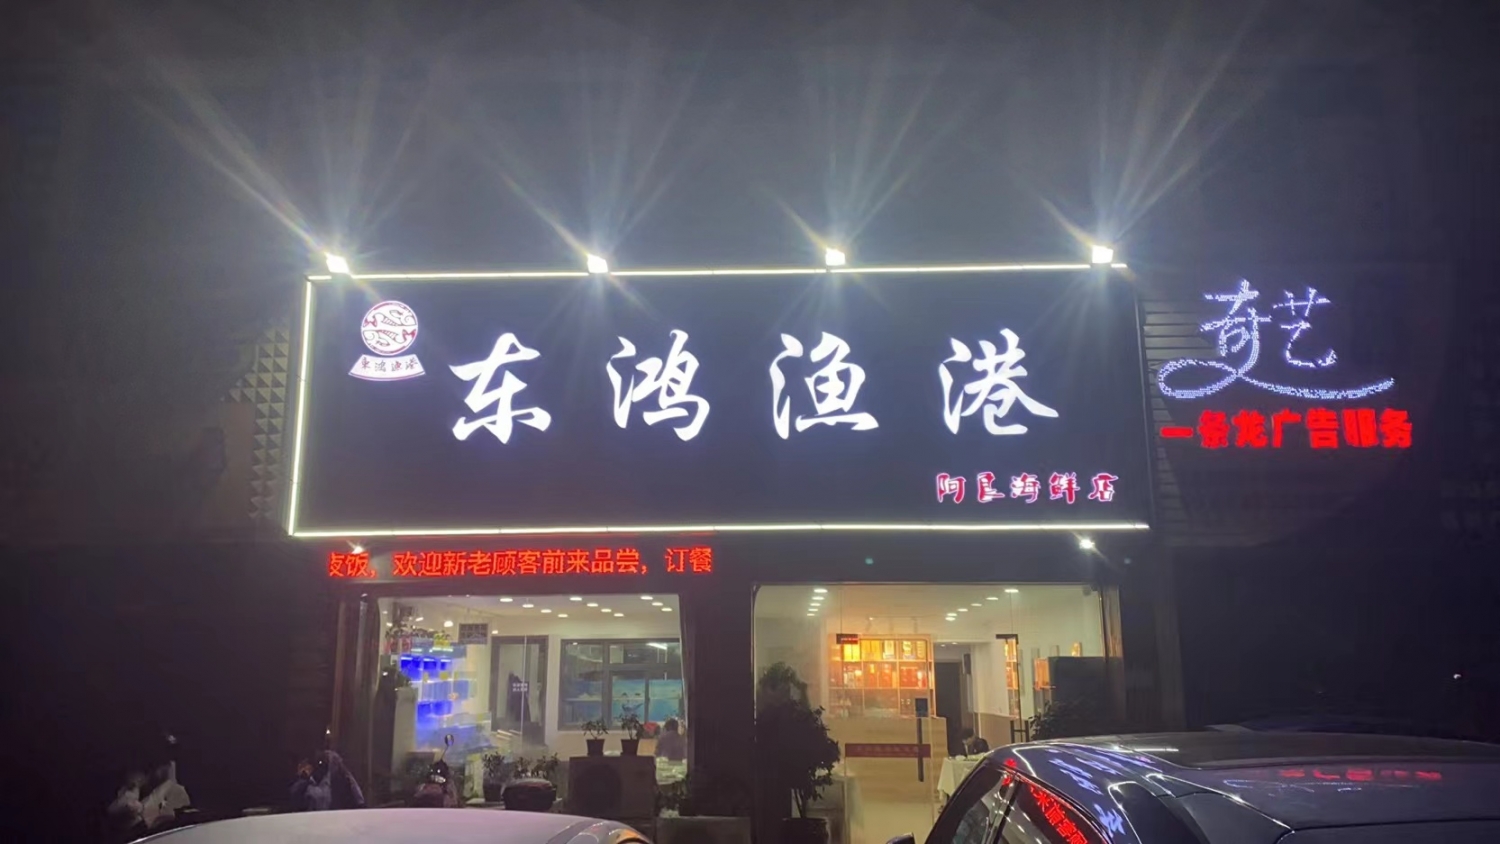 东鸿渔港
东鸿渔港
阿良海鲜店
奇艺
一条龙广告服务
夜饭，欢迎新老顾客前来品尝，订餐